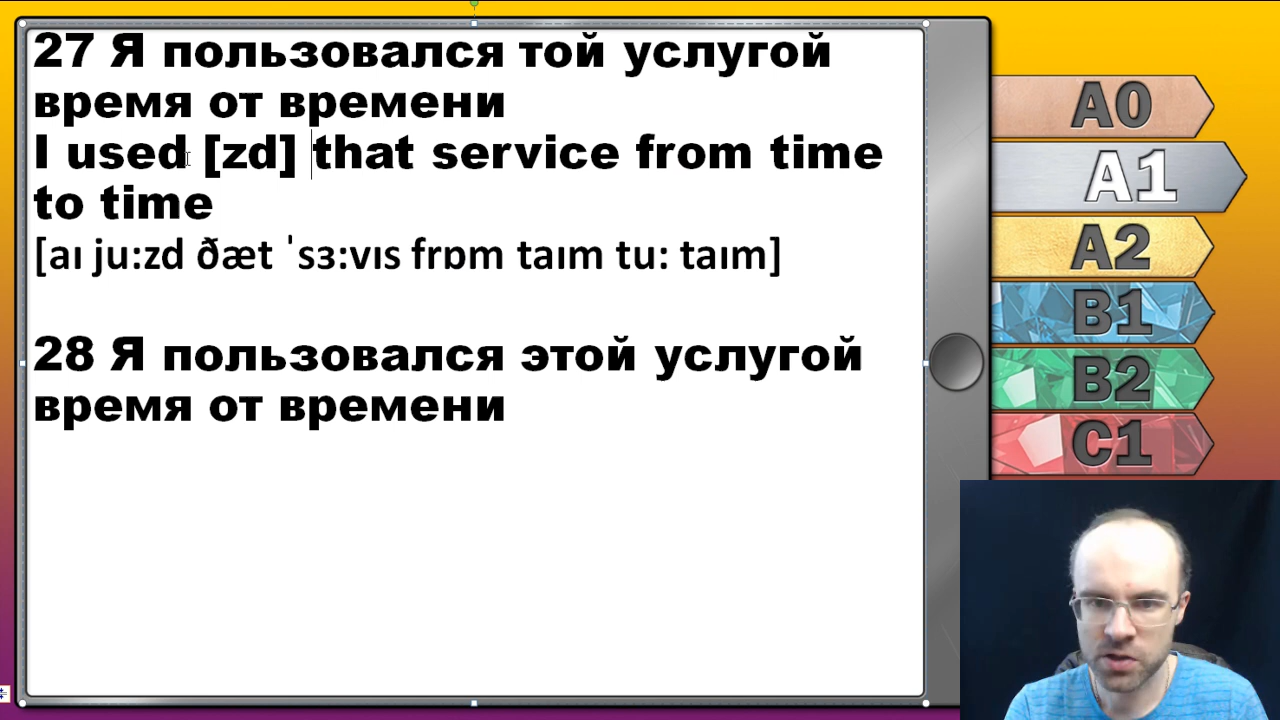 27 Я пользовался той услугой
время от времени
I used [zd] that service from time
to time
[aɪ ju:zd ðæt ˈsɜ:vɪs frɒm taɪm tu: taɪm]
28 Я пользовался этой услугой
время от времени
A0
A1
A2
B1
B2
C1